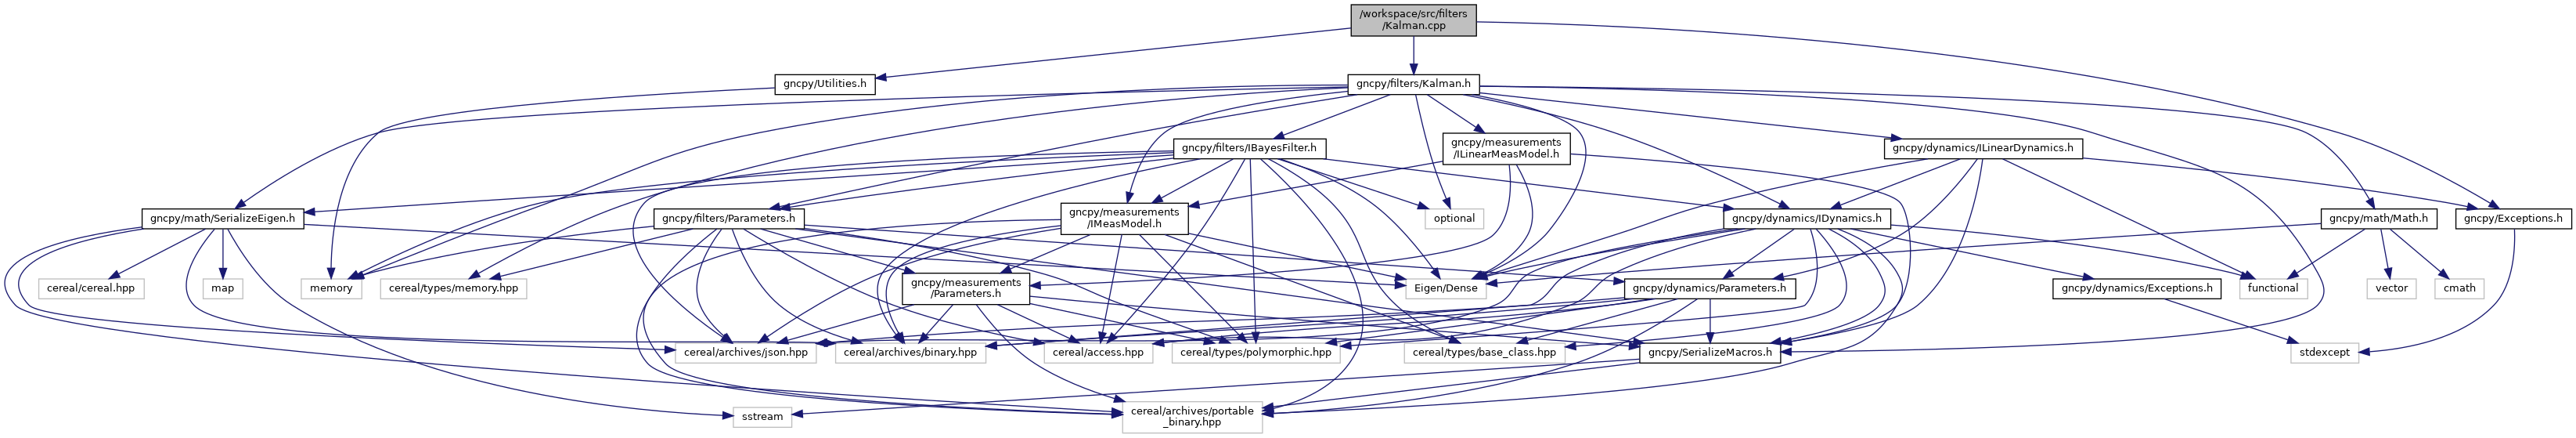 /workspace/src/filters
/Kalman.cpp
gncpy/Utilities.h
gncpy/filters/Kalman.h
gncpy/filters/IBayesFilter.h
gncpy/measurements
/ILinearMeasModel.h
gncpy/dynamics/ILinearDynamics.h
gncpy/math/SerializeEigen.h
gncpy/filters/Parameters.h
gncpy/measurements
/IMeasModel.h
optional
gncpy/dynamics/IDynamics.h
gncpy/math/Math.h
gncpy/Exceptions.h
cereal/cereal.hpp
map
memory
cereal/types/memory.hpp
gncpy/measurements
/Parameters.h
Eigen/Dense
gncpy/dynamics/Parameters.h
gncpy/dynamics/Exceptions.h
functional
vector
cmath
cereal/archives/json.hpp
cereal/archives/binary.hpp
cereal/access.hpp
cereal/types/polymorphic.hpp
cereal/types/base_class.hpp
gncpy/SerializeMacros.h
stdexcept
sstream
cereal/archives/portable
_binary.hpp